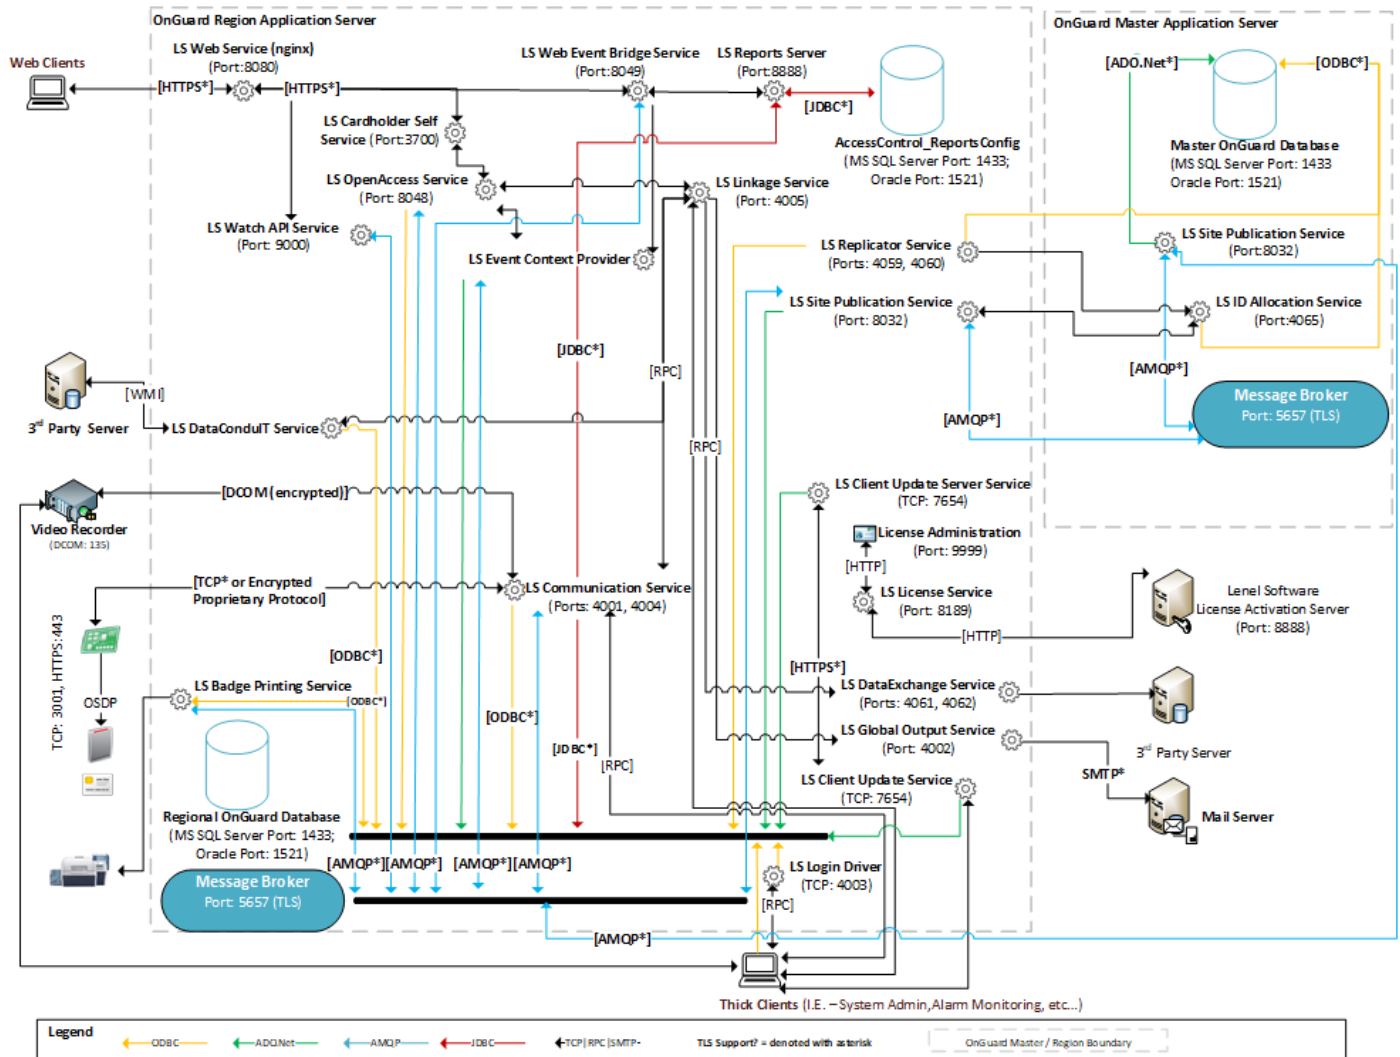 OnGuard Region Application Server
OnGuard Master Application Server
LS Web Service (nginx)
(Port:8080)
LS Web Event Bridge Service
(Port:8049)
LS Reports Server
(Port:8888)
Web Clients
[HTTPS*]
[HTTPS*]
[JDBC*]
[ADO.Net*]
[ODBC*]
LS Cardholder Self
Service (Port:3700)
AccessControl_ReportsConfig
(MS SQL Server Port: 1433;
Oracle Port: 1521)
Master OnGuard Database
(MS SQL Server Port: 1433
Oracle Port: 1521)
LS OpenAccess Service
(Port: 8048)
LS Linkage Service
(Port: 4005)
LS Watch API Service
(Port: 9000)
LS Event Context Provider
LS Replicator Service
(Ports: 4059, 4060)
LS Site Publication Service
(Port:8032)
LS Site Publication Service
(Port: 8032)
LS ID Allocation Service
(Port:4065)
[JDBC*]
[RPC]
[AMQP*]
Message Broker
Port: 5657 (TLS)
[WMI]
3rd Party Server
LS DataConduIT Service
[AMQP*]
[RPC]
[DCOM (encrypted)]
Video Recorder
(DCOM: 135)
LS Client Update Server Service
(TCP: 7654)
License Administration
(Port: 9999)
[HTTP]
LS License Service
(Port: 8189)
[HTTP]
Lenel Software
License Activation Server
(Port: 8888)
[TCP* or Encrypted
Proprietary Protocol]
LS Communication Service
(Ports: 4001, 4004)
TCP: 3001, HTTPS:443
OSDP
[ODBC*]
[HTTPS*]
LS Badge Printing Service
[ODBC*]
[ODBC*]
LS DataExchange Service
(Ports: 4061, 4062)
3rd Party Server
LS Global Output Service
(Port: 4002)
[JDBC*]
[RPC]
SMTP*
LS Client Update Service
(TCP: 7654)
Mail Server
Regional OnGuard Database
(MS SQL Server Port: 1433;
Oracle Port: 1521)
[AMQP*][AMQP*] [AMQP*][AMQP*]
Message Broker
Port: 5657 (TLS)
LS Login Driver
(TCP: 4003)
[RPC]
[AMQP*]
Thick Clients (I.E. – System Admin, Alarm Monitoring, etc...)
Legend
ODBC
ADO.Net
AMQP
JDBC
TCP|RPC|SMTP-
TLS Support? = denoted with asterisk
OnGuard Master / Region Boundary